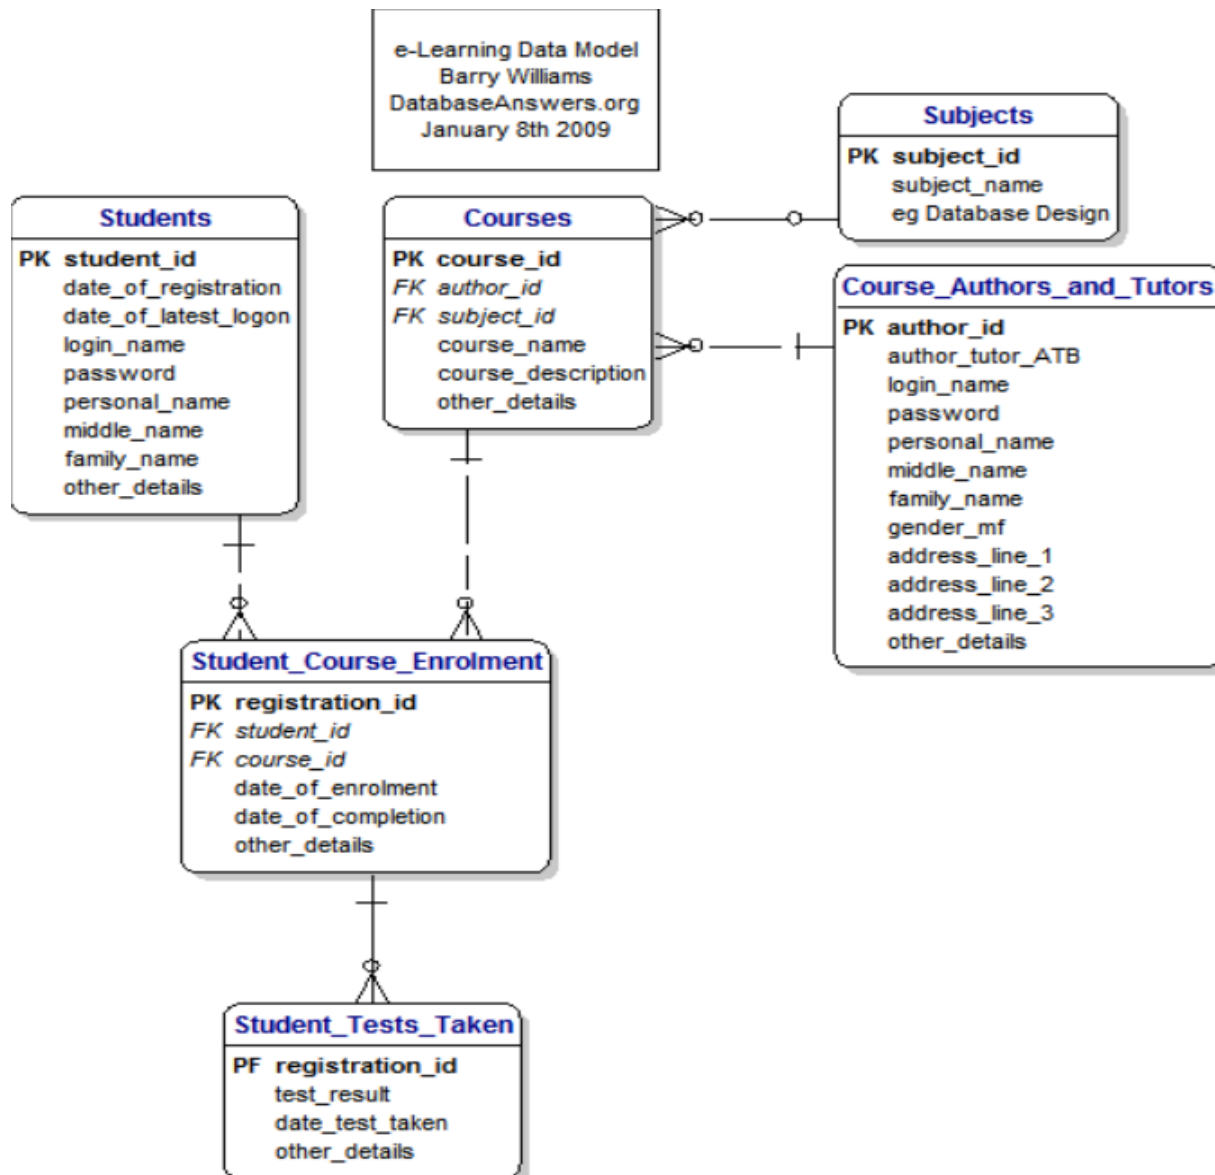 e-Learning Data Model
Barry Williams
DatabaseAnswers.org
January 8th 2009
Subjects
PK subject_id
subject_name
eg Database Design
Students
PK student_id
date_of_registration
date_of_latest_logon
login_name
password
personal_name
middle_name
family_name
other_details
Courses
PK course_id
FK author_id
FK subject_id
course_name
course_description
other_details
Course_Authors_and_Tutors
PK author_id
author_tutor_ATB
login_name
password
personal_name
middle_name
family_name
gender_mf
address_line_1
address_line_2
address_line_3
other_details
Student_Course_Enrolment
PK registration_id
FK student_id
FK course_id
date_of_enrolment
date_of_completion
other_details
Student_Tests_Taken
PF registration_id
test_result
date_test_taken
other_details